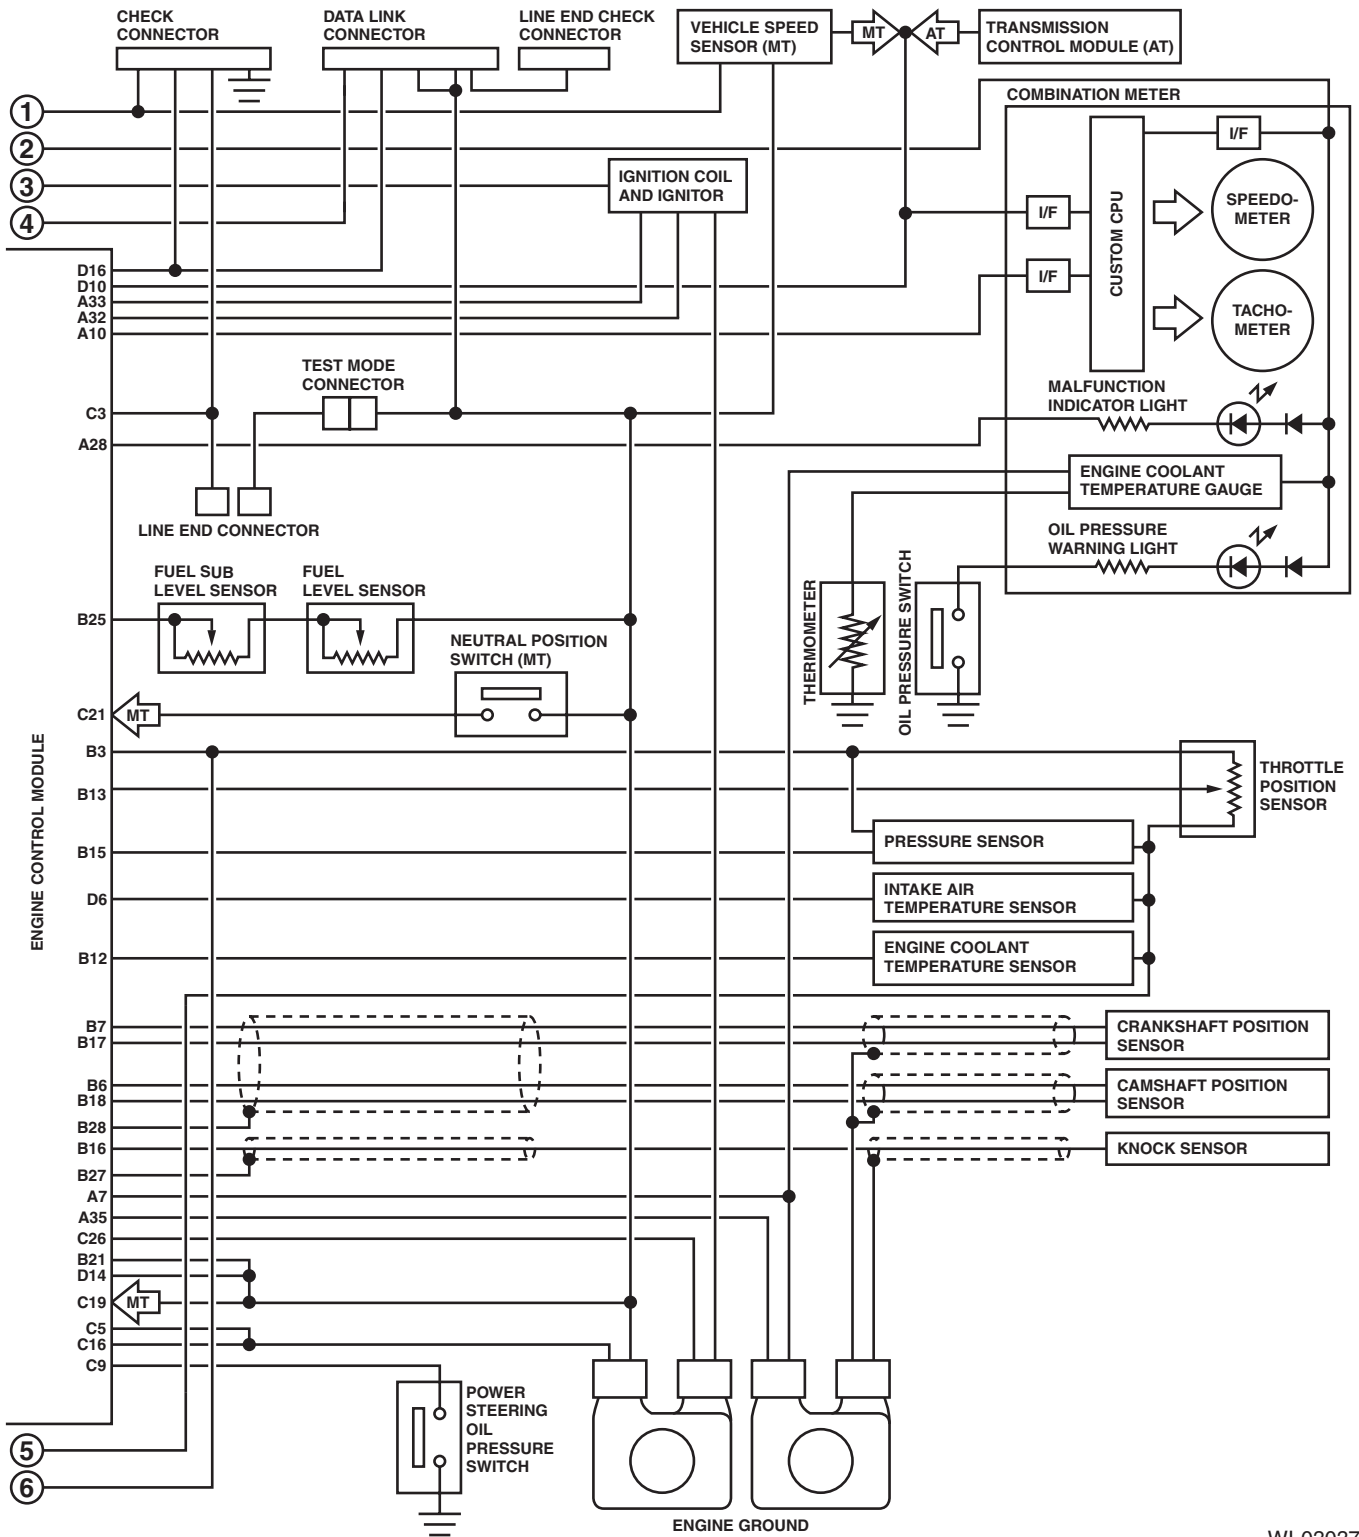 CHECK
CONNECTOR
DATA LINK
CONNECTOR
LINE END CHECK
CONNECTOR
VEHICLE SPEED
SENSOR (MT)
MT
AT
TRANSMISSION
CONTROL MODULE (AT)
COMBINATION METER
1
2
3
4
IGNITION COIL
AND IGNITOR
I/F
I/F
I/F
CUSTOM CPU
SPEEDO-
METER
TACHO-
METER
D16
D10
A33
A32
A10
TEST MODE
CONNECTOR
MALFUNCTION
INDICATOR LIGHT
C3
A28
ENGINE COOLANT
TEMPERATURE GAUGE
LINE END CONNECTOR
OIL PRESSURE
WARNING LIGHT
FUEL SUB
LEVEL SENSOR
FUEL
LEVEL SENSOR
B25
THERMOMETER
OIL PRESSURE SWITCH
NEUTRAL POSITION
SWITCH (MT)
C21
MT
ENGINE CONTROL MODULE
B3
B13
THROTTLE
POSITION
SENSOR
B15
PRESSURE SENSOR
D6
INTAKE AIR
TEMPERATURE SENSOR
B12
ENGINE COOLANT
TEMPERATURE SENSOR
B7
B17
CRANKSHAFT POSITION
SENSOR
B6
B18
CAMSHAFT POSITION
SENSOR
B28
B16
KNOCK SENSOR
B27
A7
A35
C26
B21
D14
C19
MT
C5
C16
C9
POWER
STEERING
OIL
PRESSURE
SWITCH
5
6
ENGINE GROUND